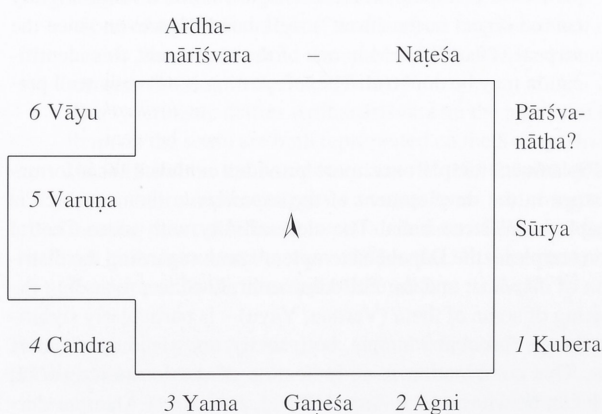 Ardha-
nārīśvara – Naṭeśa
6 Vāyu
Pārśva-
nātha?
5 Varuṇa
Sūrya
–
4 Candra
1 Kubera
3 Yama Gaṇeśa 2 Agni